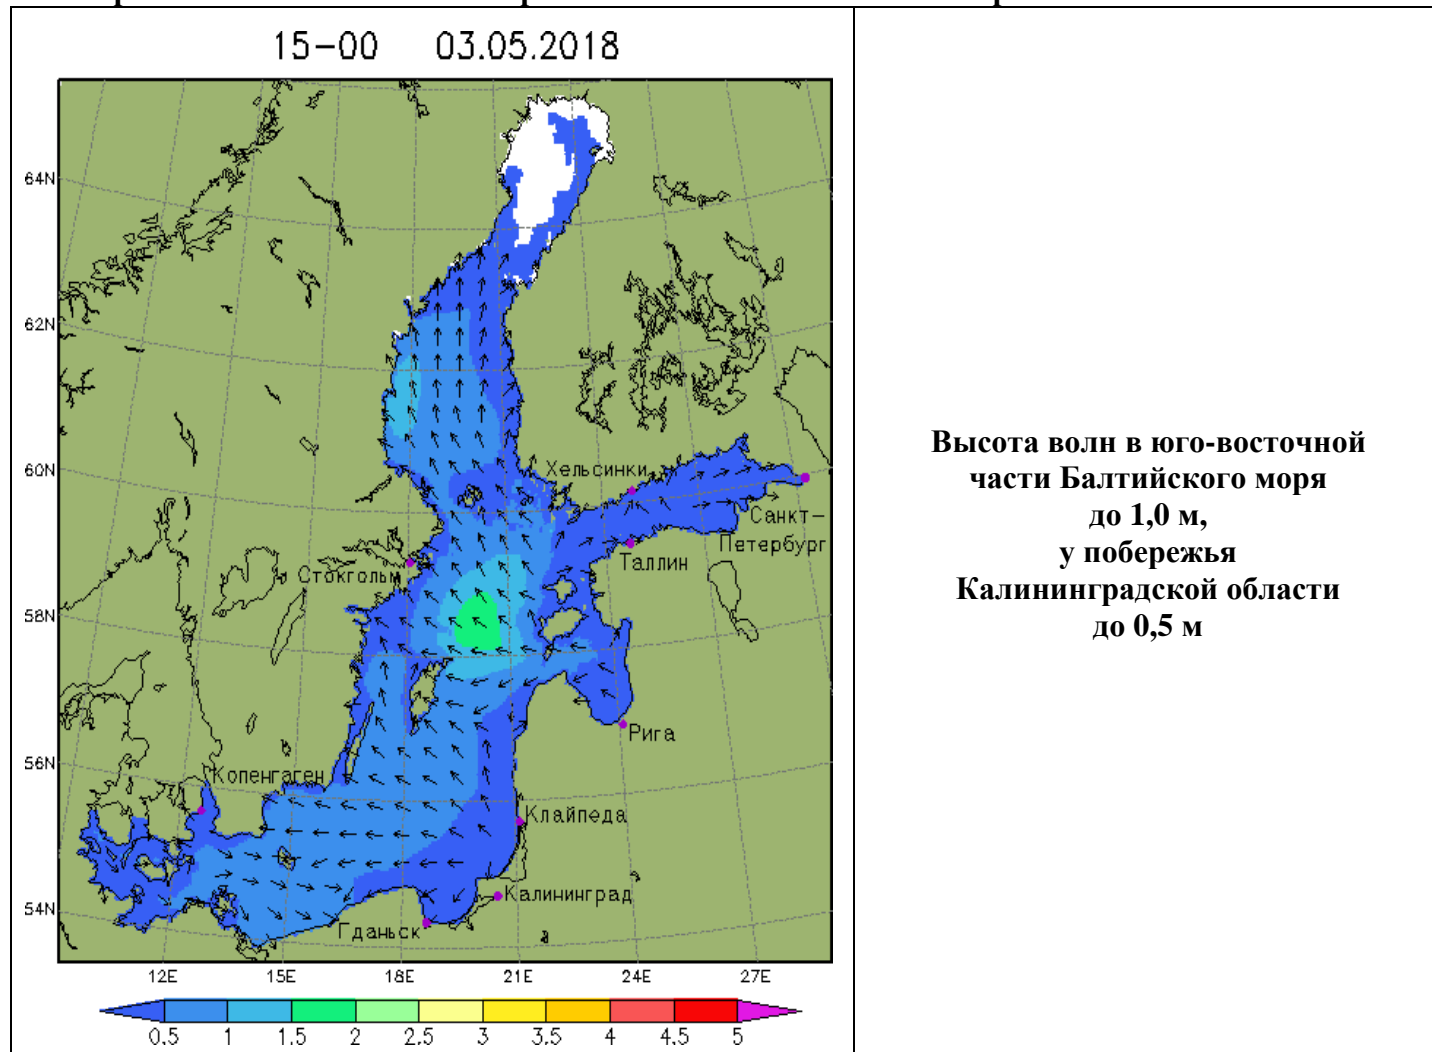 15-00 03.05.2018
64N
62N
60N
58N
56N
54N
Хельсинки
Санкт-
Петербург
Таллин
Стокгольм
Рига
Копенгаген
Клайпеда
Калининград
Гданьск
12E 15E 18E 21E 24E 27E
0.5 1 1.5 2 2.5 3 3.5 4 4.5 5
Высота волн в юго-восточной
части Балтийского моря
до 1,0 м,
у побережья
Калининградской области
до 0,5 м